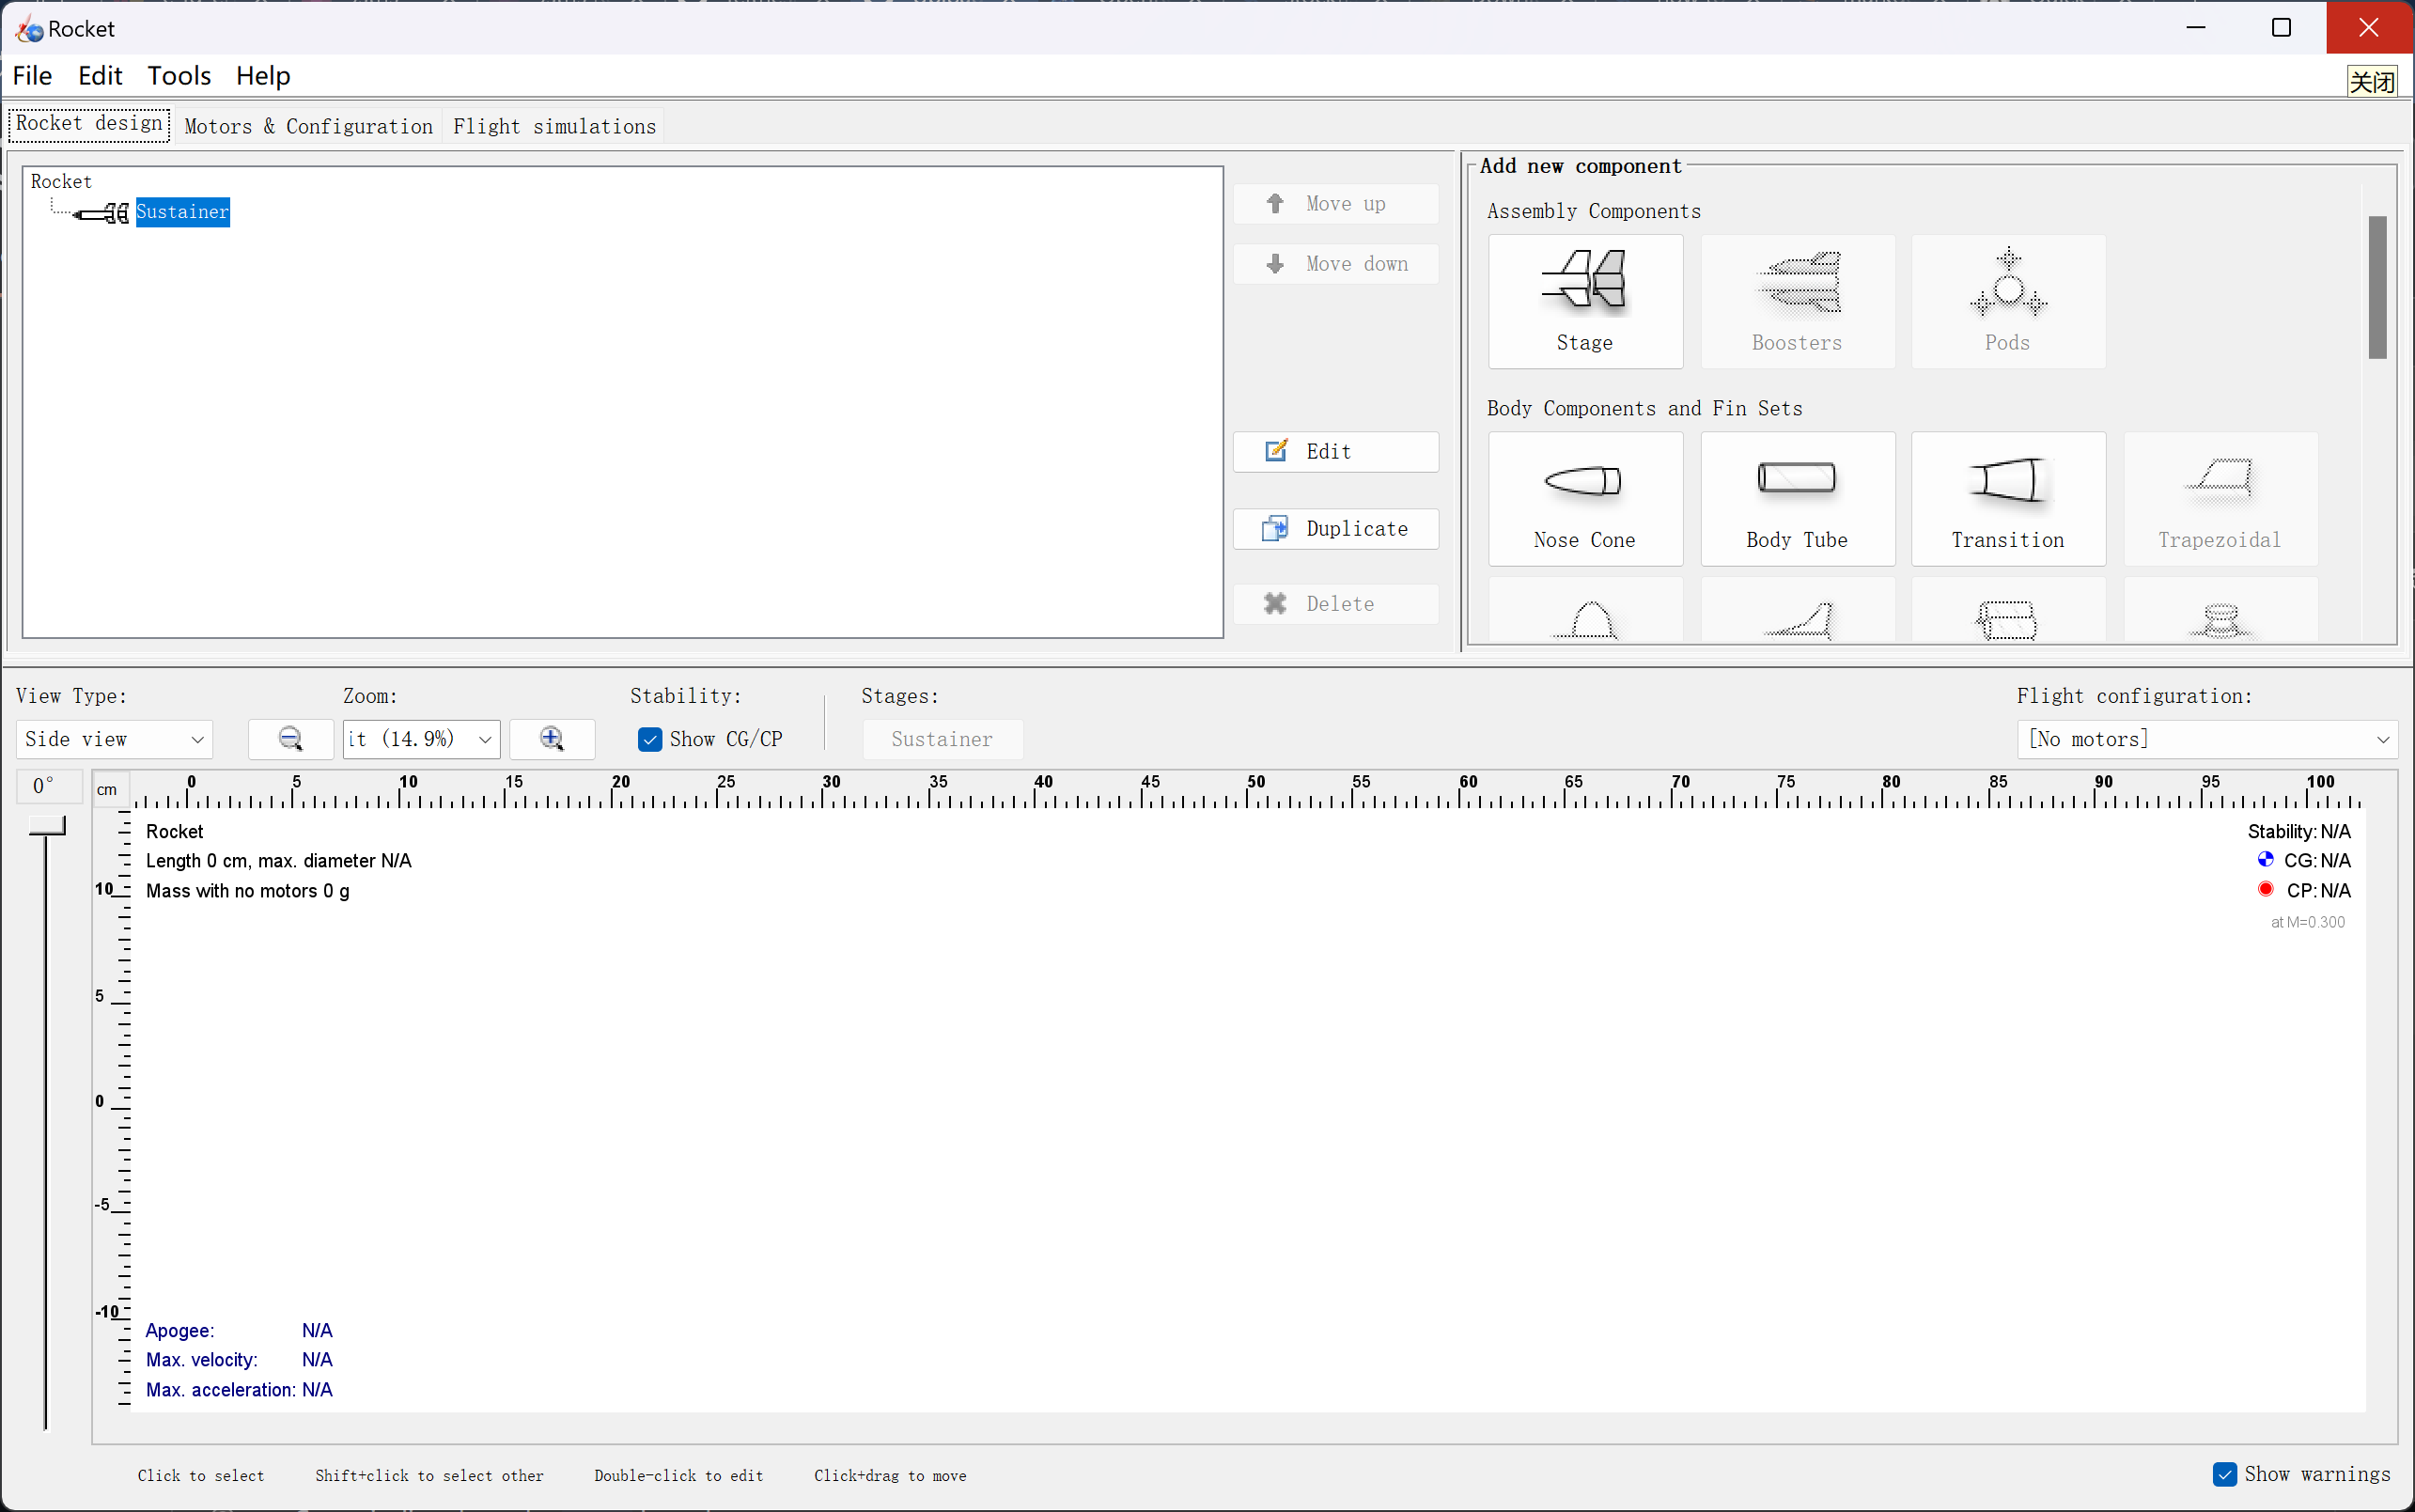 Rocket
File Edit Tools Help
关闭
Rocket design Motors & Configuration Flight simulations
Rocket
Sustainer
Move up
Move down
Edit
Duplicate
Delete
Add new component
Assembly Components
Stage Boosters Pods
Body Components and Fin Sets
Nose Cone Body Tube Transition Trapezoidal
View Type: Zoom: Stability: Stages: Flight configuration:
Side view it (14.9%) Show CG/CP Sustainer [No motors]
0°
cm 0 5 10 15 20 25 30 35 40 45 50 55 60 65 70 75 80 85 90 95 100
10
5
0
-5
-10
Rocket
Length 0 cm, max. diameter N/A
Mass with no motors 0 g
Stability: N/A
CG: N/A
CP: N/A
at M=0.300
Apogee: N/A
Max. velocity: N/A
Max. acceleration: N/A
Click to select Shift+click to select other Double-click to edit Click+drag to move
Show warnings